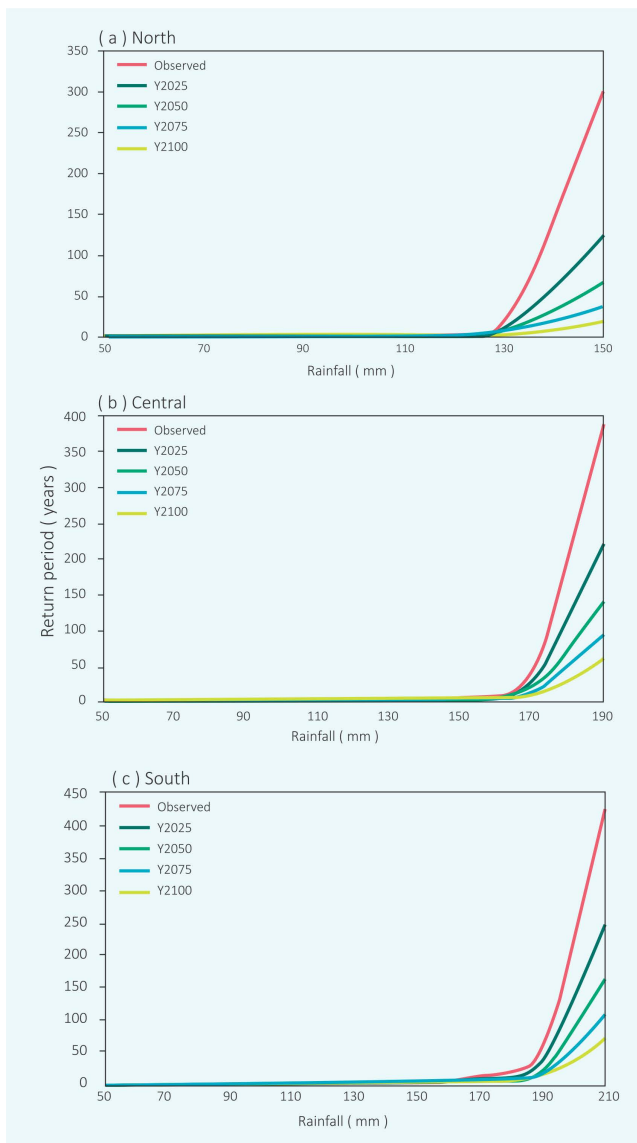 ( a ) North
350
300
250
200
150
100
50
0
Observed
Y2025
Y2050
Y2075
Y2100
50 70 90 110 130 150
Rainfall ( mm )
( b ) Central
400
350
300
250
200
150
100
50
0
Observed
Y2025
Y2050
Y2075
Y2100
50 70 90 110 130 150 170 190
Rainfall ( mm )
Return period ( years )
( c ) South
450
400
350
300
250
200
150
100
50
0
Observed
Y2025
Y2050
Y2075
Y2100
50 70 90 110 130 150 170 190 210
Rainfall ( mm )